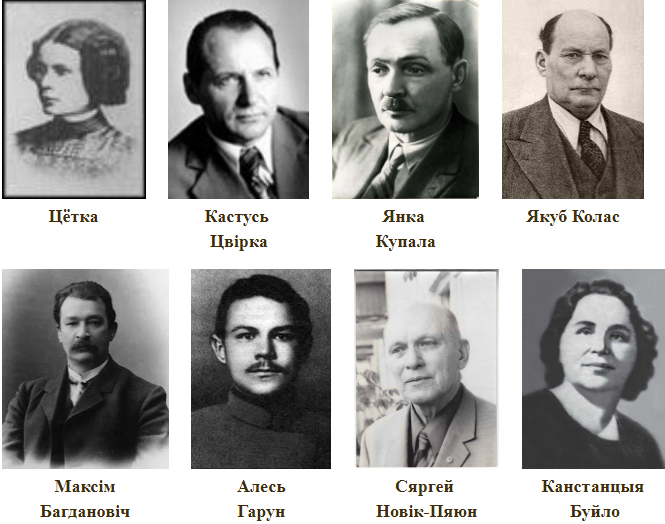 Цётка
Кастусь
Цвірка
Янка
Купала
Якуб Колас
Максім
Багдановіч
Алесь
Гарун
Сяргей
Новік-Пяюн
Канстанцыя
Буйло